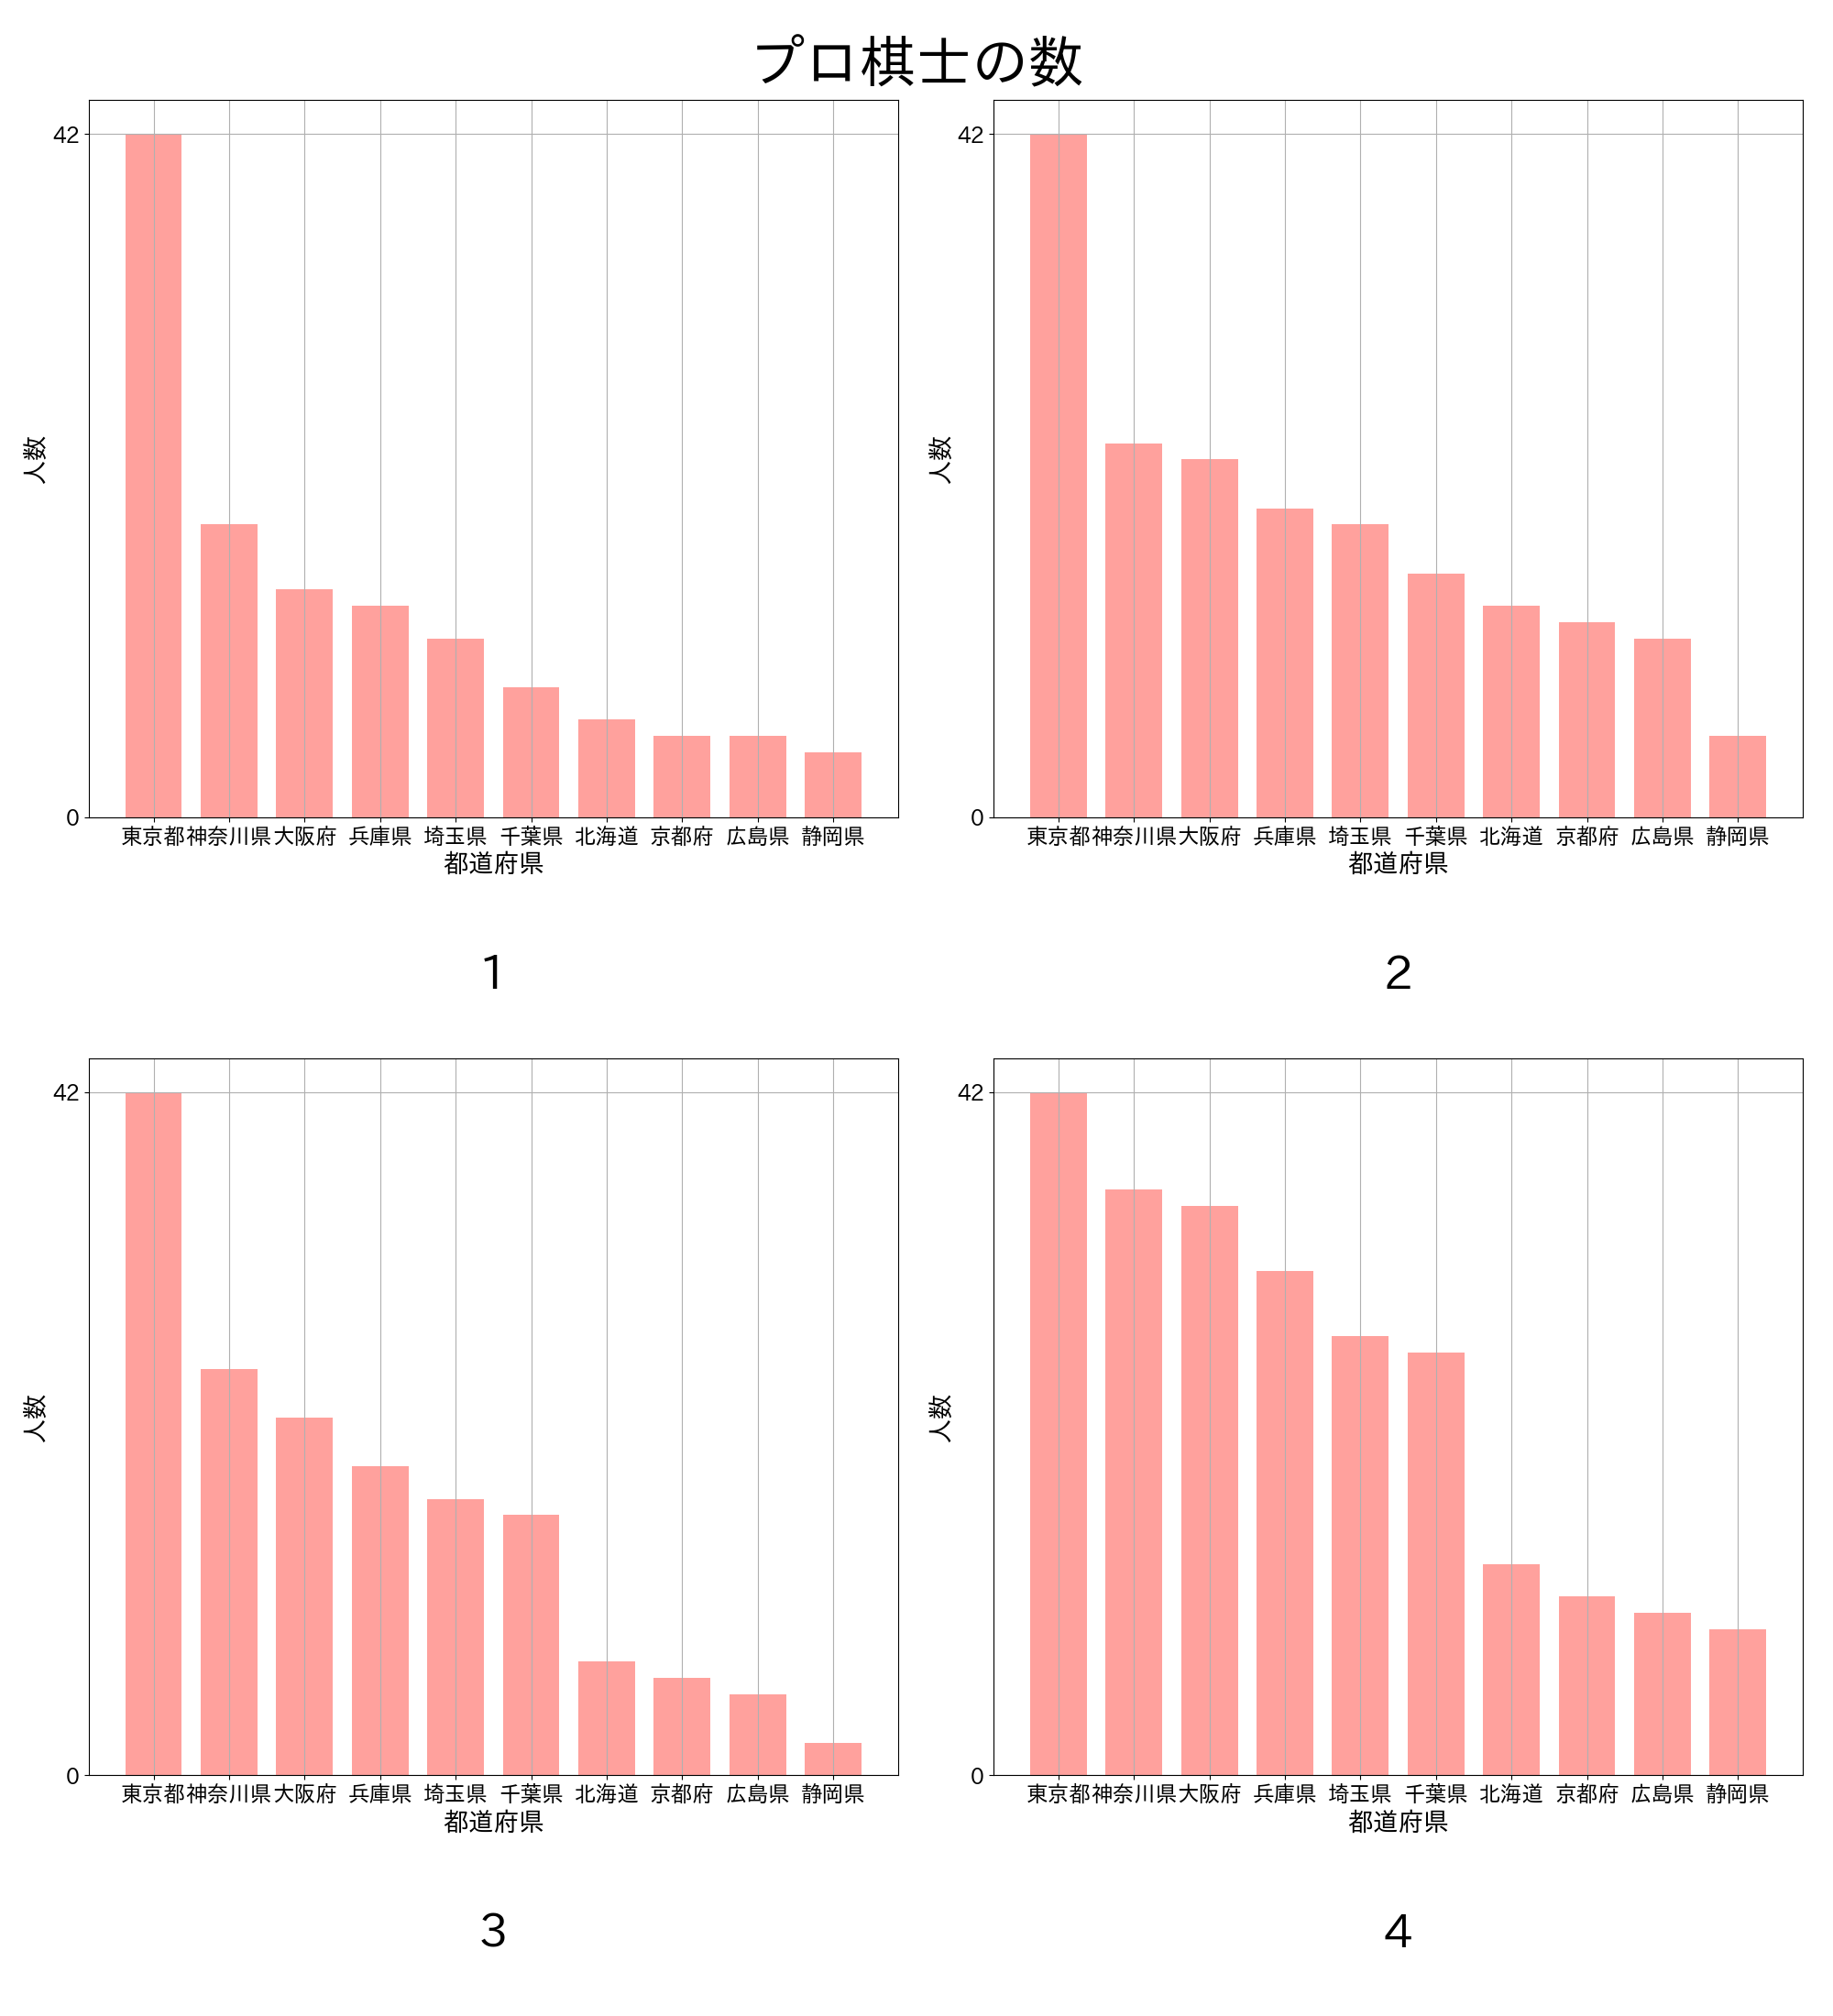 プロ棋士の数
42
0
人数
東京都 神奈川県 大阪府 兵庫県 埼玉県 千葉県 北海道 京都府 広島県 静岡県
都道府県
1
42
0
人数
東京都 神奈川県 大阪府 兵庫県 埼玉県 千葉県 北海道 京都府 広島県 静岡県
都道府県
2
42
0
人数
東京都 神奈川県 大阪府 兵庫県 埼玉県 千葉県 北海道 京都府 広島県 静岡県
都道府県
3
42
0
人数
東京都 神奈川県 大阪府 兵庫県 埼玉県 千葉県 北海道 京都府 広島県 静岡県
都道府県
4